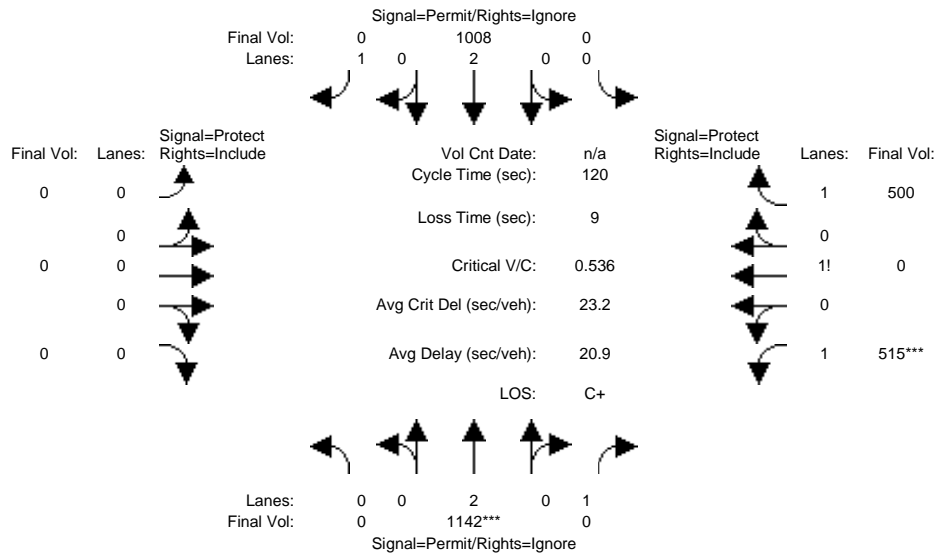 Signal=Permit/Rights=Ignore
Final Vol: 0 1008 0
Lanes: 1 0 2 0 0
Signal=Protect
Final Vol: Lanes: Rights=Include
Vol Cnt Date: n/a
Signal=Protect
Rights=Include Lanes: Final Vol:
Cycle Time (sec): 120
0 0
1 500
Loss Time (sec): 9
0
0
0 0
Critical V/C: 0.536
1! 0
0
Avg Crit Del (sec/veh): 23.2
0
0 0
Avg Delay (sec/veh): 20.9
1 515***
LOS: C+
Lanes: 0 0 2 0 1
Final Vol: 0 1142*** 0
Signal=Permit/Rights=Ignore